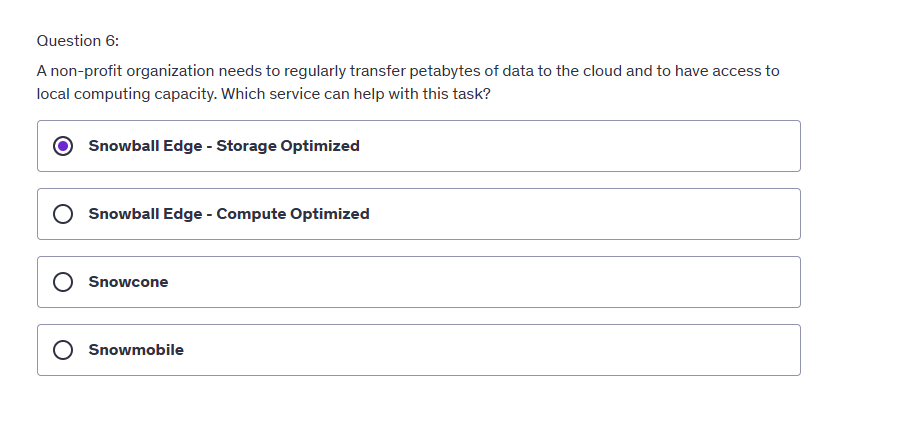 Question 6:
A non-profit organization needs to regularly transfer petabytes of data to the cloud and to have access to
local computing capacity. Which service can help with this task?
Snowball Edge - Storage Optimized
Snowball Edge - Compute Optimized
Snowcone
Snowmobile